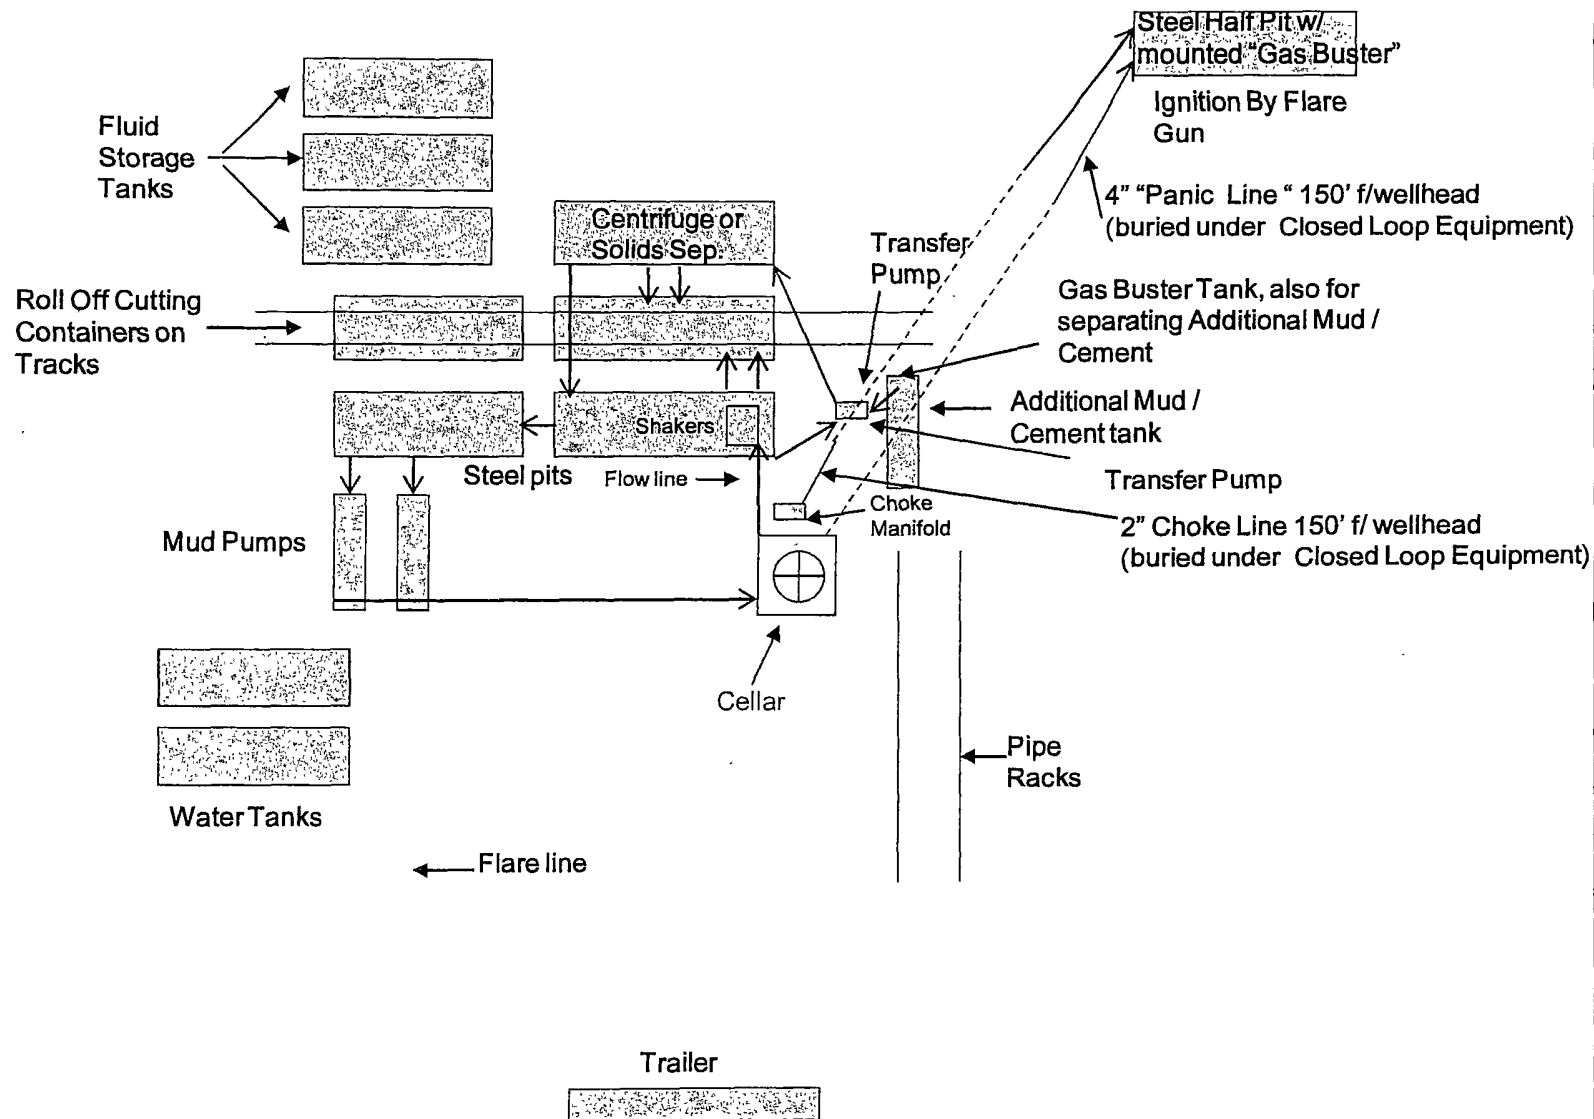 Steel Half Pit w/
mounted "Gas Buster"
Ignition By Flare
Gun
Fluid
Storage
Tanks
4" "Panic Line " 150' f/wellhead
(buried under Closed Loop Equipment)
Centrifuge or
Solids Sep.
Transfer
Pump
Gas Buster Tank, also for
separating Additional Mud /
Cement
Roll Off Cutting
Containers on
Tracks
Additional Mud /
Cement tank
Shakers
Steel pits
Flow line
Transfer Pump
Choke
Manifold
2" Choke Line 150' f/ wellhead
(buried under Closed Loop Equipment)
Mud Pumps
Cellar
Pipe
Racks
Water Tanks
Flare line
Trailer